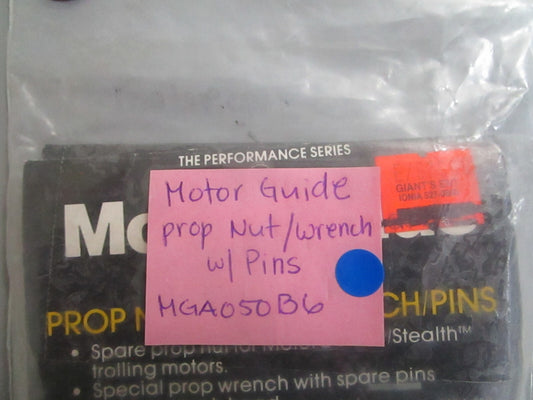 THE PERFORMANCE SERIES
GIANT'S
IONIA
Motor Guide
prop Nut/wrench
w/ Pins
MGA050B6
PROP
CH/PINS
• Spare prop nut for /Stealth™
trolling motors.
• Special prop wrench with spare pins